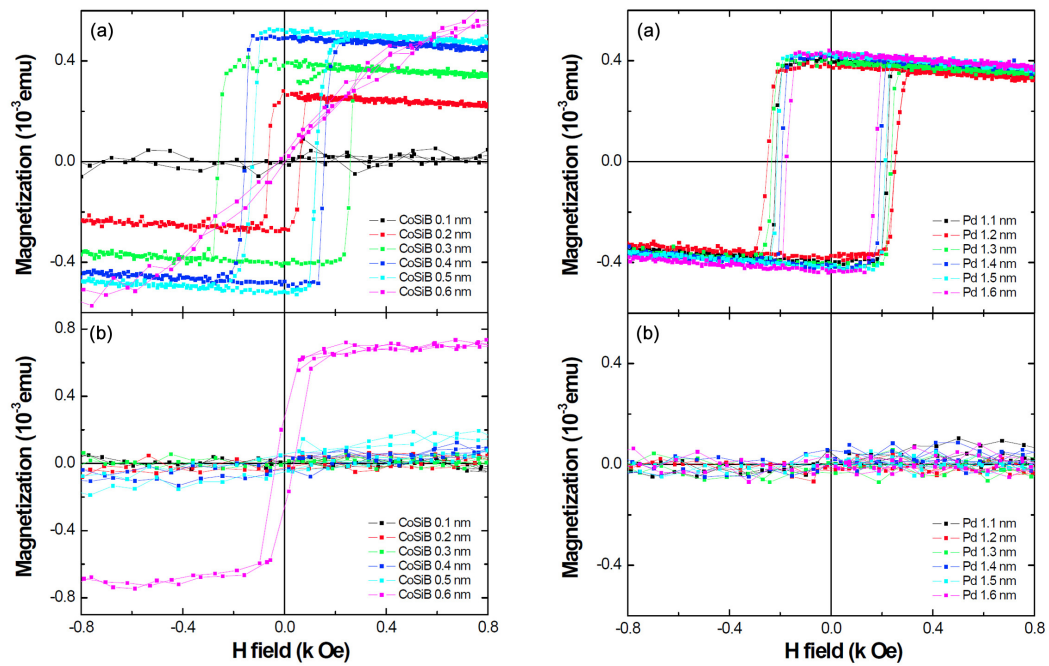 (a)
Magnetization (10⁻³emu)
0.4
0.0
-0.4
CoSiB 0.1 nm
CoSiB 0.2 nm
CoSiB 0.3 nm
CoSiB 0.4 nm
CoSiB 0.5 nm
CoSiB 0.6 nm
(b)
Magnetization (10⁻³emu)
0.8
0.4
0.0
-0.4
-0.8
CoSiB 0.1 nm
CoSiB 0.2 nm
CoSiB 0.3 nm
CoSiB 0.4 nm
CoSiB 0.5 nm
CoSiB 0.6 nm
-0.8 -0.4 0.0 0.4 0.8
H field (k Oe)
(a)
Magnetization (10⁻³emu)
0.4
0.0
-0.4
Pd 1.1 nm
Pd 1.2 nm
Pd 1.3 nm
Pd 1.4 nm
Pd 1.5 nm
Pd 1.6 nm
(b)
Magnetization (10⁻³emu)
0.4
0.0
-0.4
Pd 1.1 nm
Pd 1.2 nm
Pd 1.3 nm
Pd 1.4 nm
Pd 1.5 nm
Pd 1.6 nm
-0.8 -0.4 0.0 0.4 0.8
H field (k Oe)